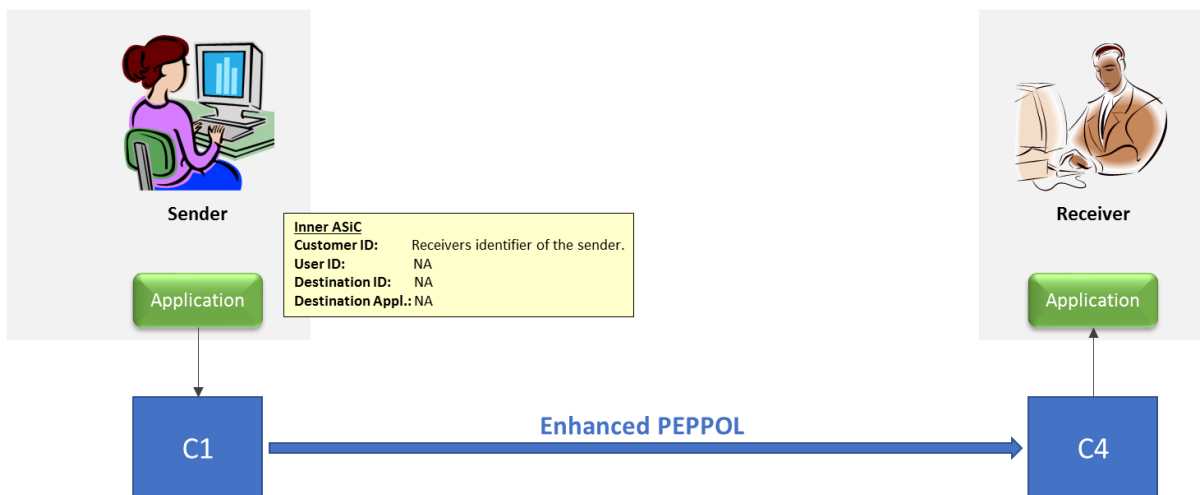 Sender
Receiver
Inner ASiC
Customer ID: Receivers identifier of the sender.
User ID: NA
Destination ID: NA
Destination Appl.: NA
Application
Application
Enhanced PEPPOL
C1
C4